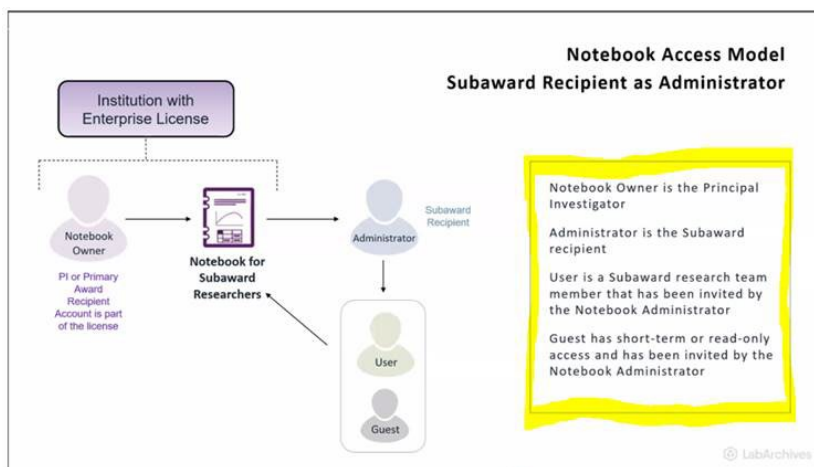 Notebook Access Model
Subaward Recipient as Administrator
Institution with
Enterprise License
Notebook
Owner
PI or Primary
Award
Recipient
Account is part
of the license
Notebook for
Subaward
Researchers
Administrator
Subaward
Recipient
User
Guest
Notebook Owner is the Principal
Investigator
Administrator is the Subaward
recipient
User is a Subaward research team
member that has been invited by
the Notebook Administrator
Guest has short-term or read-only
access and has been invited by the
Notebook Administrator
LabArchives